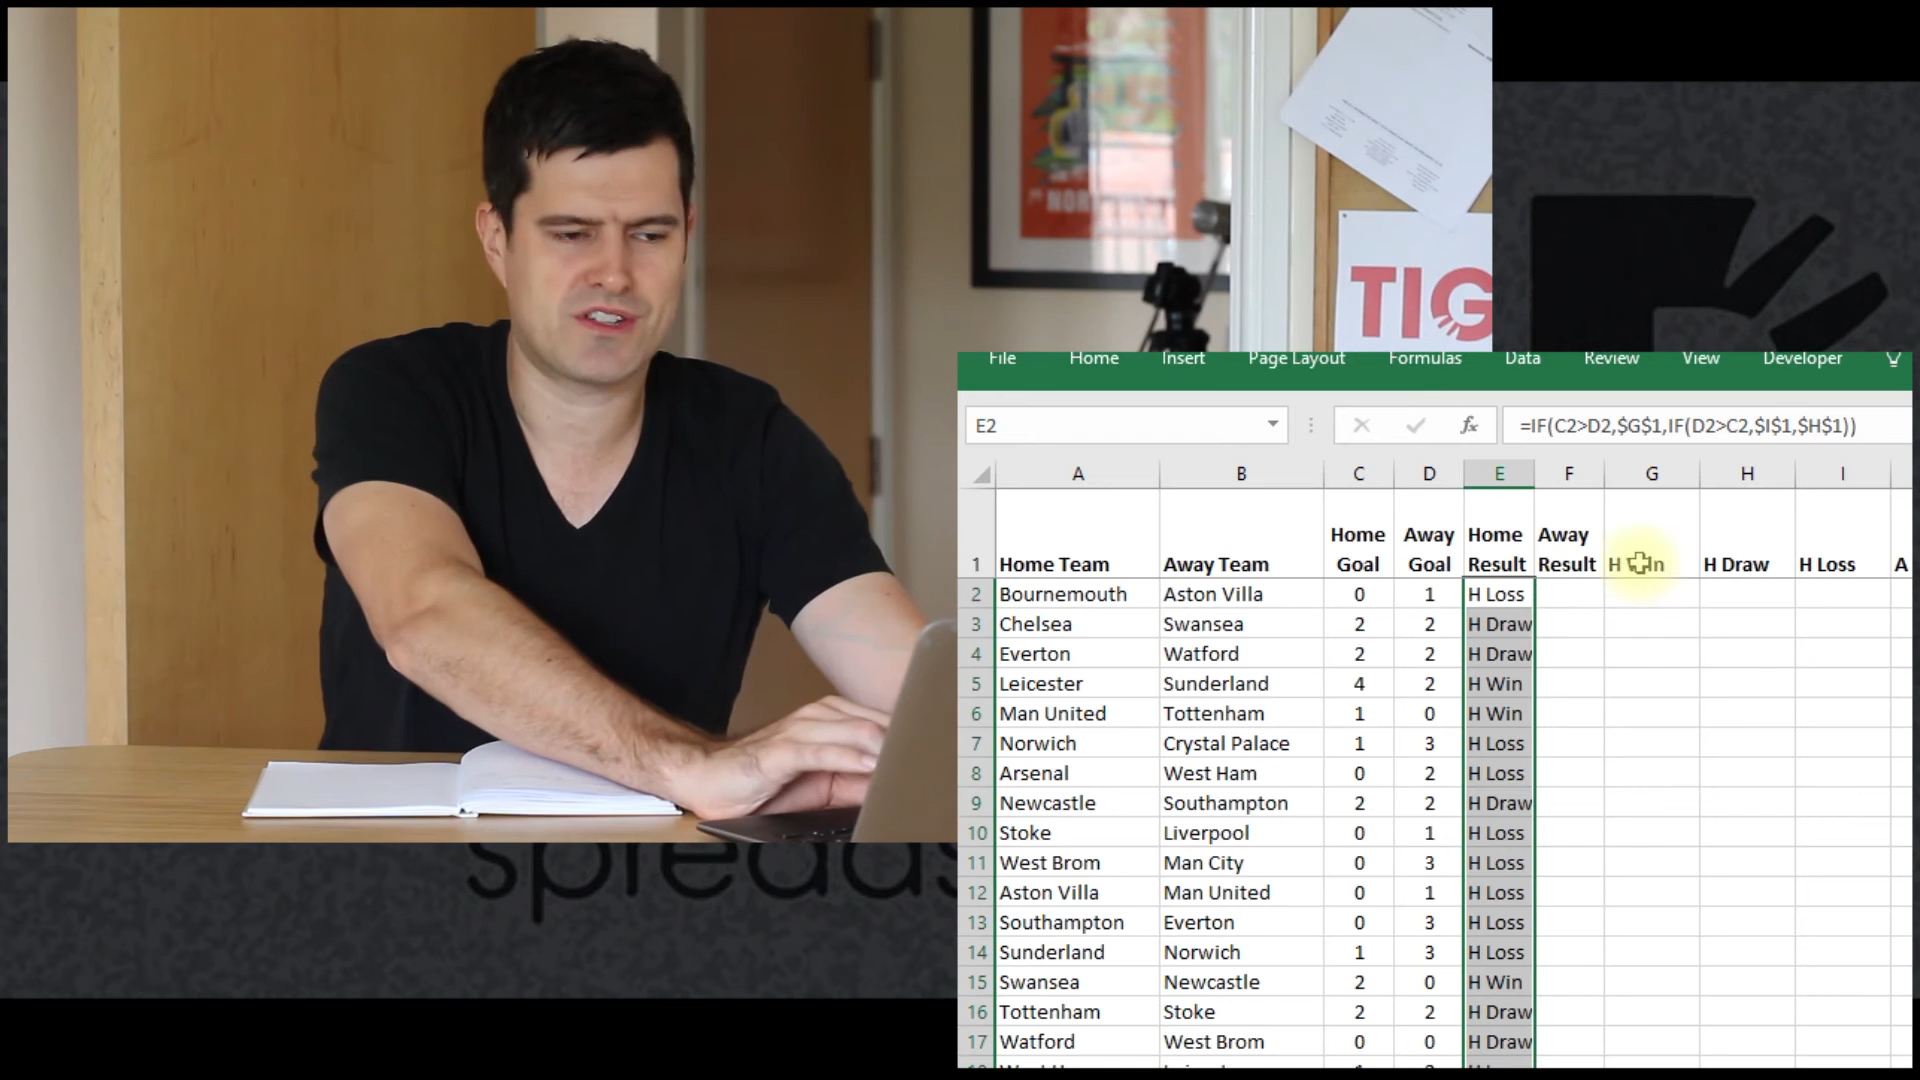 NOR
TIG
spreads
File Home Insert Page Layout Formulas Data Review View Developer
E2 fx =IF(C2>D2,$G$1,IF(D2>C2,$I$1,$H$1))
A B C D E F G H I
1 Home Team Away Team Home Goal Away Goal Home Result Away Result H Win H Draw H Loss A
2 Bournemouth Aston Villa 0 1 H Loss
3 Chelsea Swansea 2 2 H Draw
4 Everton Watford 2 2 H Draw
5 Leicester Sunderland 4 2 H Win
6 Man United Tottenham 1 0 H Win
7 Norwich Crystal Palace 1 3 H Loss
8 Arsenal West Ham 0 2 H Loss
9 Newcastle Southampton 2 2 H Draw
10 Stoke Liverpool 0 1 H Loss
11 West Brom Man City 0 3 H Loss
12 Aston Villa Man United 0 1 H Loss
13 Southampton Everton 0 3 H Loss
14 Sunderland Norwich 1 3 H Loss
15 Swansea Newcastle 2 0 H Win
16 Tottenham Stoke 2 2 H Draw
17 Watford West Brom 0 0 H Draw